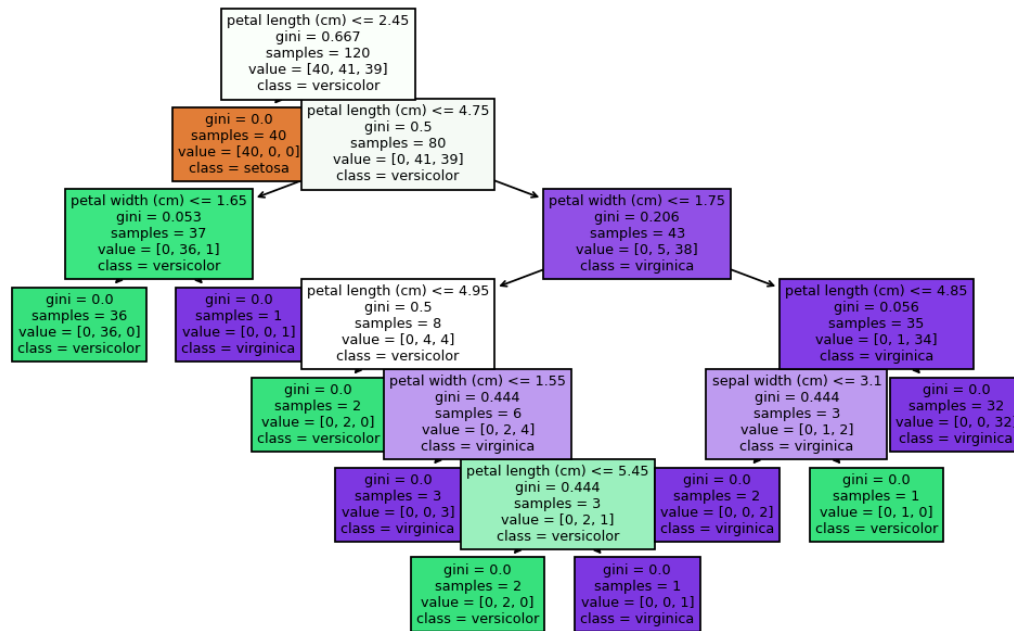 petal length (cm) <= 2.45
gini = 0.667
samples = 120
value = [40, 41, 39]
class = versicolor
gini = 0.0
samples = 40
value = [40, 0, 0]
class = setosa
petal length (cm) <= 4.75
gini = 0.5
samples = 80
value = [0, 41, 39]
class = versicolor
petal width (cm) <= 1.65
gini = 0.053
samples = 37
value = [0, 36, 1]
class = versicolor
petal width (cm) <= 1.75
gini = 0.206
samples = 43
value = [0, 5, 38]
class = virginica
gini = 0.0
samples = 36
value = [0, 36, 0]
class = versicolor
gini = 0.0
samples = 1
value = [0, 0, 1]
class = virginica
petal length (cm) <= 4.95
gini = 0.5
samples = 8
value = [0, 4, 4]
class = versicolor
petal length (cm) <= 4.85
gini = 0.056
samples = 35
value = [0, 1, 34]
class = virginica
gini = 0.0
samples = 2
value = [0, 2, 0]
class = versicolor
petal width (cm) <= 1.55
gini = 0.444
samples = 6
value = [0, 2, 4]
class = virginica
sepal width (cm) <= 3.1
gini = 0.444
samples = 3
value = [0, 1, 2]
class = virginica
gini = 0.0
samples = 32
value = [0, 0, 32]
class = virginica
gini = 0.0
samples = 3
value = [0, 0, 3]
class = virginica
petal length (cm) <= 5.45
gini = 0.444
samples = 3
value = [0, 2, 1]
class = versicolor
gini = 0.0
samples = 2
value = [0, 0, 2]
class = virginica
gini = 0.0
samples = 1
value = [0, 1, 0]
class = versicolor
gini = 0.0
samples = 2
value = [0, 2, 0]
class = versicolor
gini = 0.0
samples = 1
value = [0, 0, 1]
class = virginica